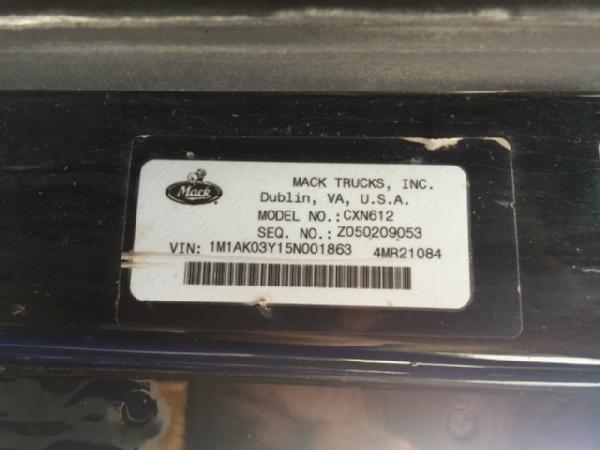 Mack
MACK TRUCKS, INC.
Dublin, VA, U.S.A.
MODEL NO.: CXN612
SEQ. NO.: Z050209053
VIN: 1M1AK03Y15N001863 4MR21084